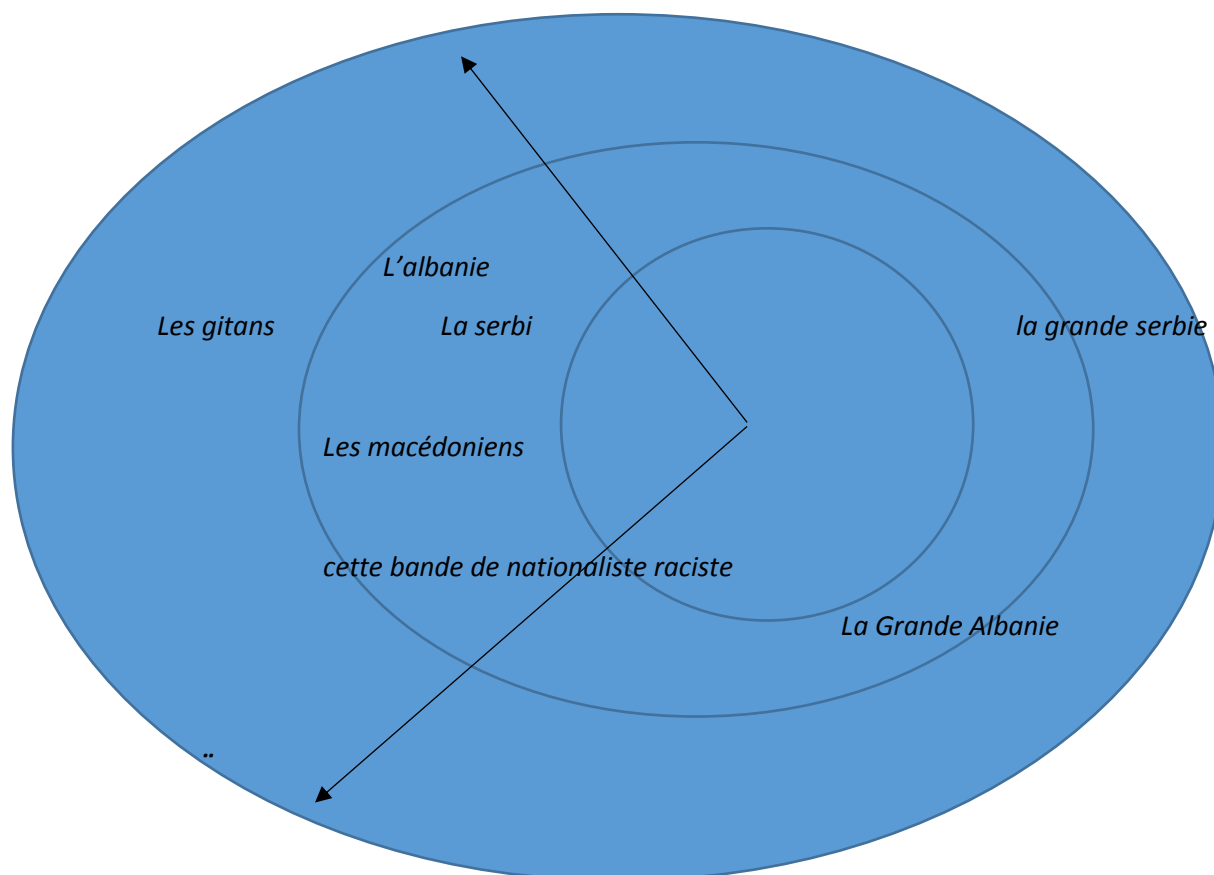 L’albanie
Les gitans
La serbi
la grande serbie
Les macédoniens
cette bande de nationaliste raciste
La Grande Albanie
..